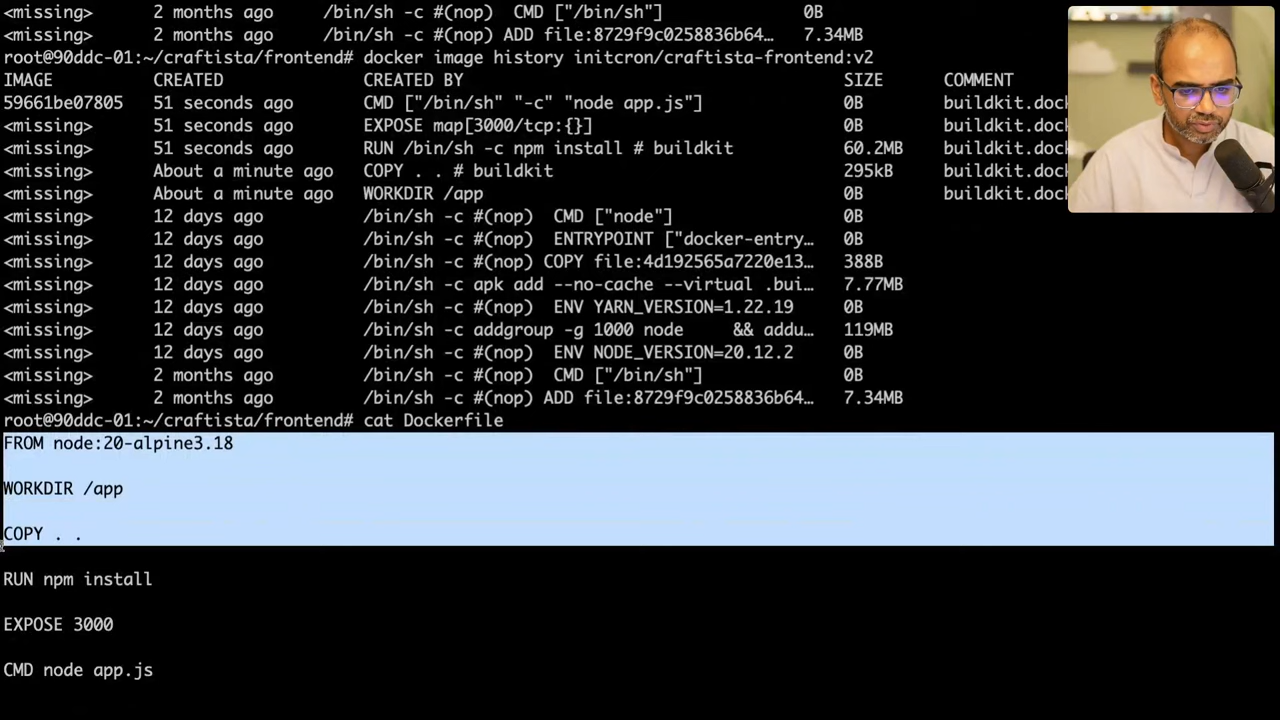 <missing> 2 months ago /bin/sh -c #(nop) CMD ["/bin/sh"] 0B
<missing> 2 months ago /bin/sh -c #(nop) ADD file:8729f9c0258836b64… 7.34MB
root@90ddc-01:~/craftista/frontend# docker image history initcron/craftista-frontend:v2
IMAGE CREATED CREATED BY SIZE COMMENT
59661be07805 51 seconds ago CMD ["/bin/sh" "-c" "node app.js"] 0B buildkit.dock
<missing> 51 seconds ago EXPOSE map[3000/tcp:{}] 0B buildkit.dock
<missing> 51 seconds ago RUN /bin/sh -c npm install # buildkit 60.2MB buildkit.dock
<missing> About a minute ago COPY . . # buildkit 295kB buildkit.dock
<missing> About a minute ago WORKDIR /app 0B buildkit.dock
<missing> 12 days ago /bin/sh -c #(nop) CMD ["node"] 0B
<missing> 12 days ago /bin/sh -c #(nop) ENTRYPOINT ["docker-entry… 0B
<missing> 12 days ago /bin/sh -c #(nop) COPY file:4d192565a7220e13… 388B
<missing> 12 days ago /bin/sh -c apk add --no-cache --virtual .bui… 7.77MB
<missing> 12 days ago /bin/sh -c #(nop) ENV YARN_VERSION=1.22.19 0B
<missing> 12 days ago /bin/sh -c addgroup -g 1000 node && addu… 119MB
<missing> 12 days ago /bin/sh -c #(nop) ENV NODE_VERSION=20.12.2 0B
<missing> 2 months ago /bin/sh -c #(nop) CMD ["/bin/sh"] 0B
<missing> 2 months ago /bin/sh -c #(nop) ADD file:8729f9c0258836b64… 7.34MB
root@90ddc-01:~/craftista/frontend# cat Dockerfile
FROM node:20-alpine3.18
WORKDIR /app
COPY . .
RUN npm install
EXPOSE 3000
CMD node app.js